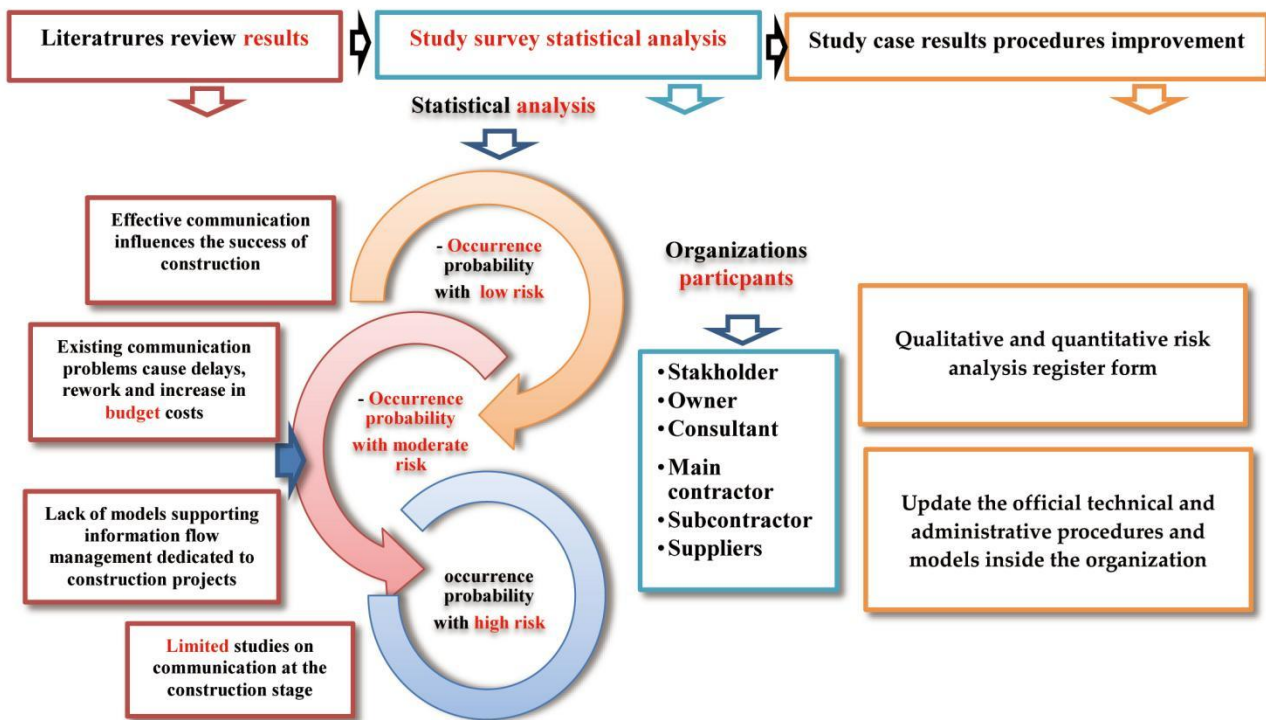 Literatrures review results
Study survey statistical analysis
Study case results procedures improvement
Statistical analysis
Effective communication
influences the success of
construction
Existing communication
problems cause delays,
rework and increase in
budget costs
Lack of models supporting
information flow
management dedicated to
construction projects
Limited studies on
communication at the
construction stage
- Occurrence
probability
with low risk
- Occurrence
probability
with moderate
risk
occurrence
probability
with high risk
Organizations
particpants
• Stakholder
• Owner
• Consultant
• Main
contractor
• Subcontractor
• Suppliers
Qualitative and quantitative risk
analysis register form
Update the official technical and
administrative procedures and
models inside the organization